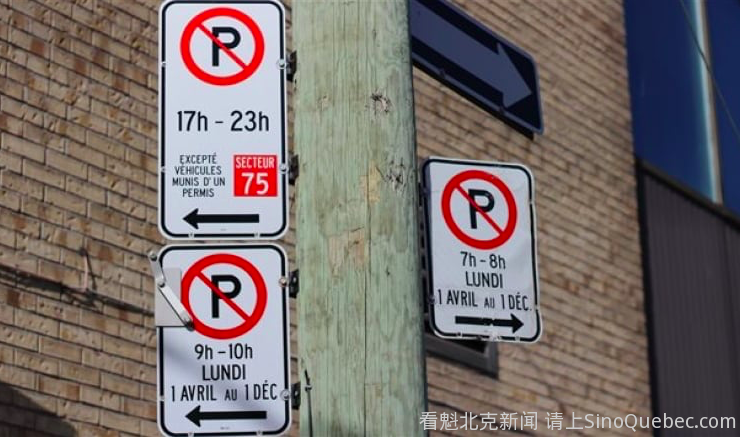 P
17h - 23h
EXCEPTÉ
VÉHICULES
MUNIS D'UN
PERMIS
SECTEUR
75
P
9h - 10h
LUNDI
1 AVRIL AU 1 DÉC
P
7h - 8h
LUNDI
1 AVRIL AU 1 DÉC.
看魁北克新闻 请上SinoQuebec.com